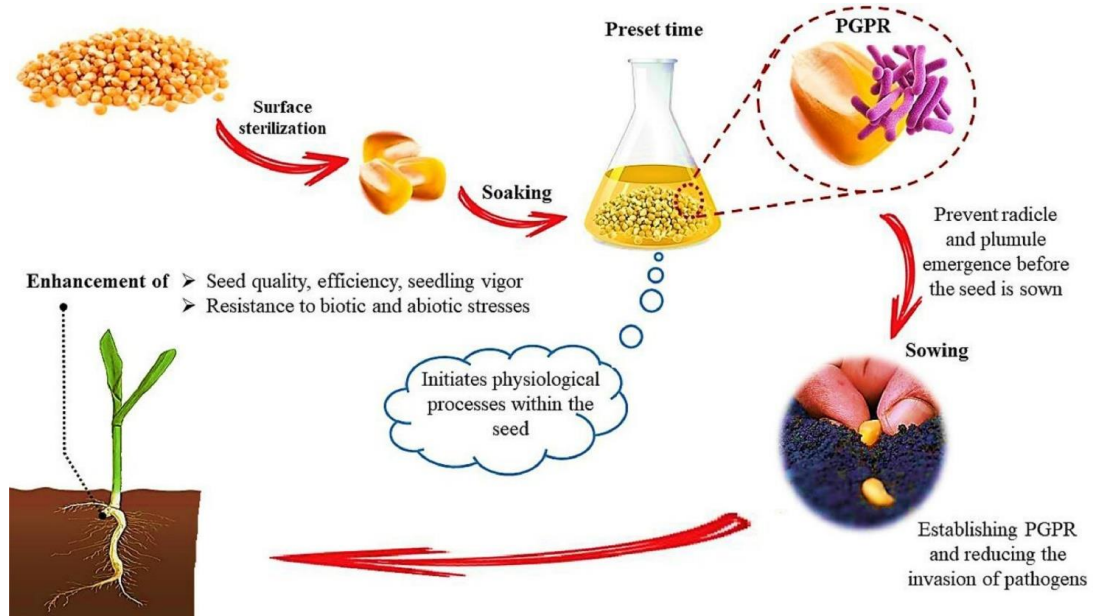 Preset time
PGPR
Surface
sterilization
Soaking
Prevent radicle
and plumule
emergence before
the seed is sown
Enhancement of ➢ Seed quality, efficiency, seedling vigor
➢ Resistance to biotic and abiotic stresses
Sowing
Initiates physiological
processes within the
seed
Establishing PGPR
and reducing the
invasion of pathogens